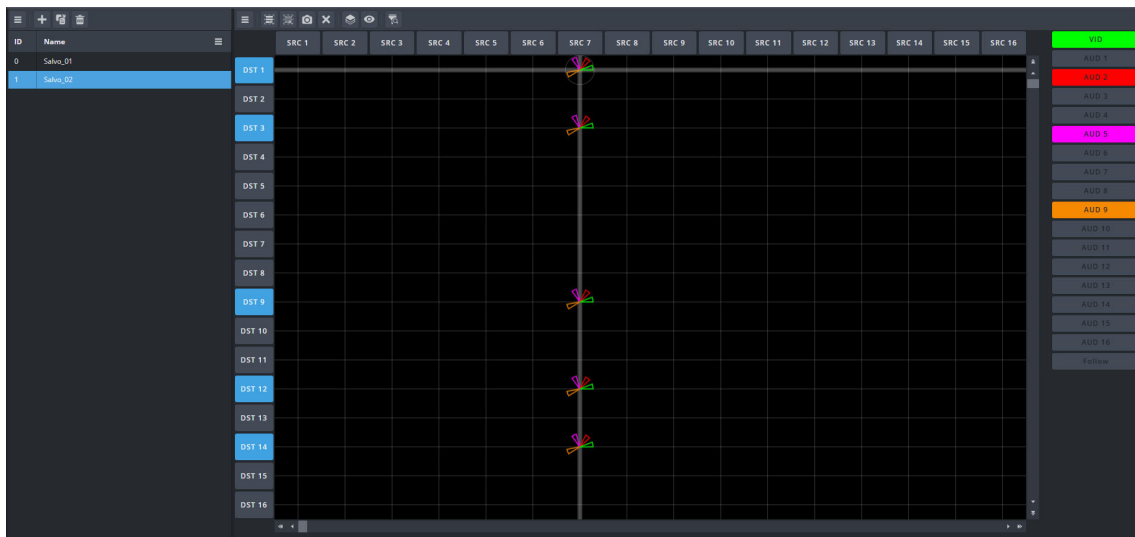 ID Name
0 Salvo_01
1 Salvo_02
SRC 1 SRC 2 SRC 3 SRC 4 SRC 5 SRC 6 SRC 7 SRC 8 SRC 9 SRC 10 SRC 11 SRC 12 SRC 13 SRC 14 SRC 15 SRC 16
DST 1
DST 2
DST 3
DST 4
DST 5
DST 6
DST 7
DST 8
DST 9
DST 10
DST 11
DST 12
DST 13
DST 14
DST 15
DST 16
VID
AUD 1
AUD 2
AUD 3
AUD 4
AUD 5
AUD 6
AUD 7
AUD 8
AUD 9
AUD 10
AUD 11
AUD 12
AUD 13
AUD 14
AUD 15
AUD 16
Follow